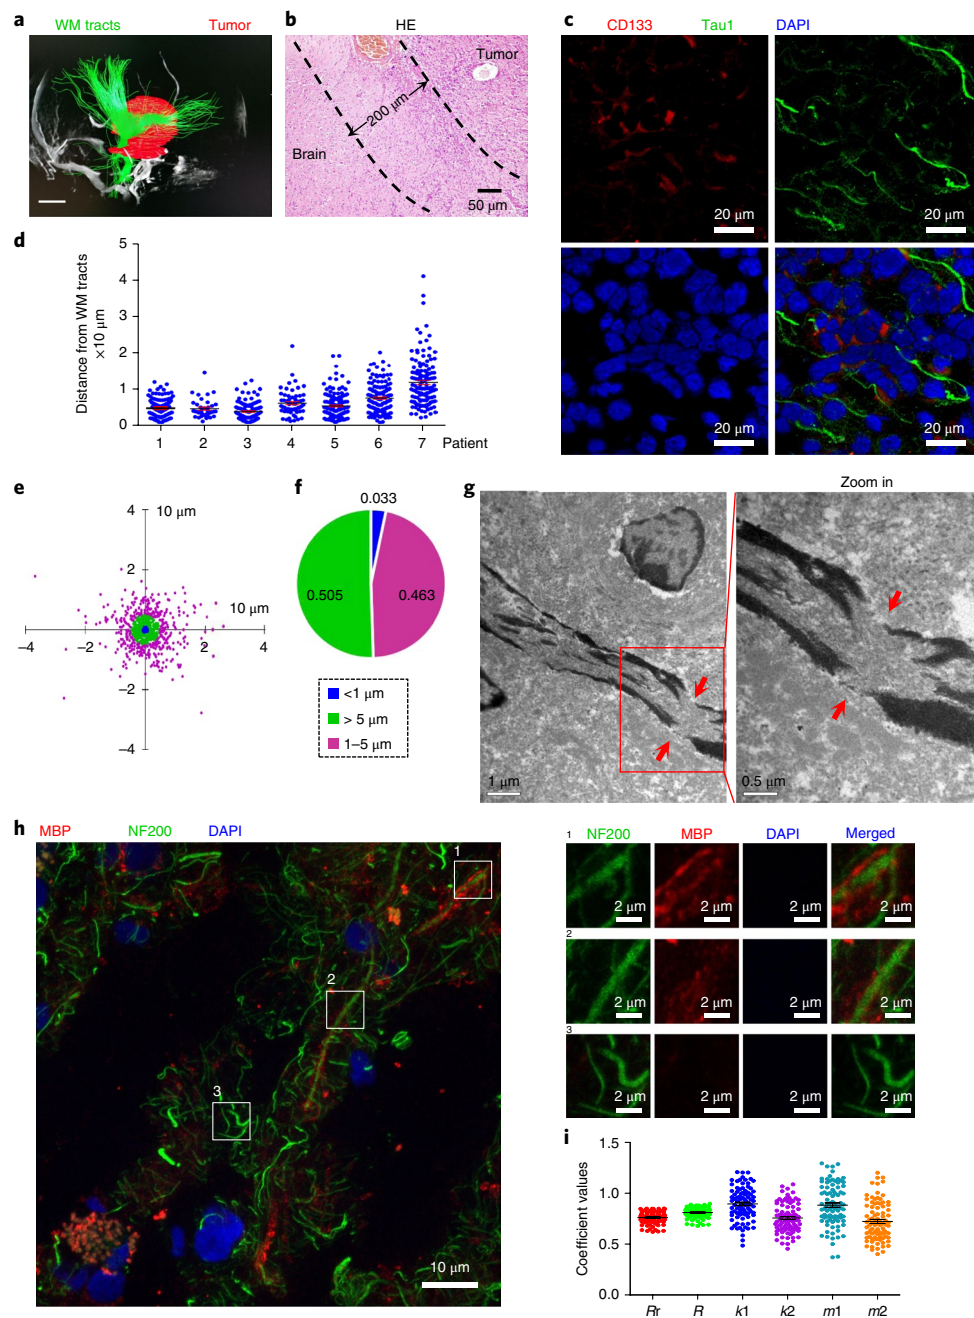 a
WM tracts Tumor
b
HE
Tumor
200 μm
Brain
50 μm
c
CD133 Tau1 DAPI
20 μm
20 μm
20 μm
20 μm
d
Distance from WM tracts
×10 μm
5
4
3
2
1
0
1 2 3 4 5 6 7 Patient
e
4 10 μm
2
10 μm
−4 −2 2 4
−2
−4
f
0.033
0.505 0.463
<1 μm
> 5 μm
1–5 μm
g
Zoom in
1 μm
0.5 μm
h
MBP NF200 DAPI
1
2
3
10 μm
1 NF200 MBP DAPI Merged
2 μm 2 μm 2 μm 2 μm
2
2 μm 2 μm 2 μm 2 μm
3
2 μm 2 μm 2 μm 2 μm
i
Coefficient values
1.5
1.0
0.5
0.0
Rr R k1 k2 m1 m2